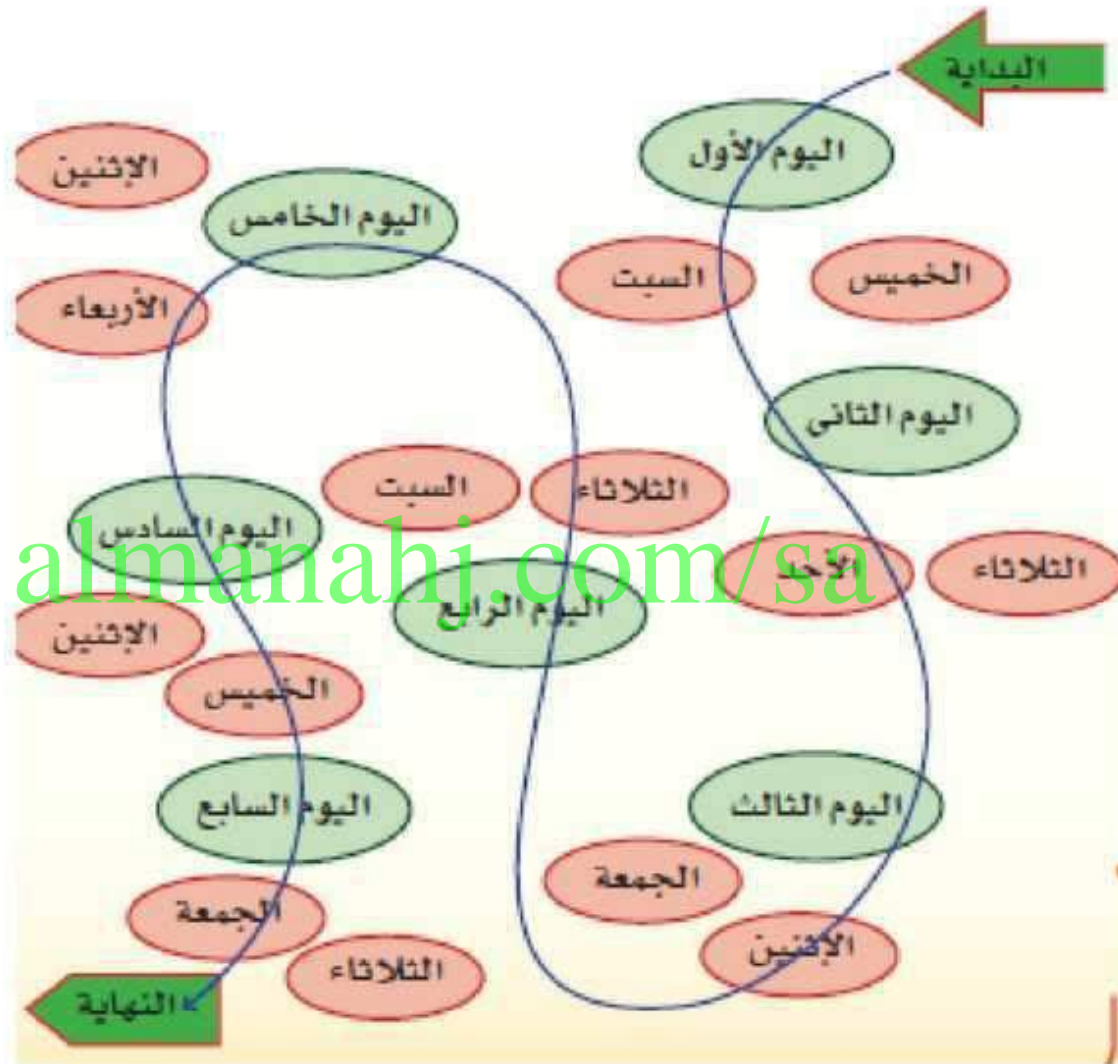 البداية
اليوم الأول
الإثنين
اليوم الخامس
الخميس
السبت
الأربعاء
اليوم الثاني
السبت
الثلاثاء
اليوم السادس
almanahj.com/sa
الثلاثاء
الأحد
اليوم الرابع
الإثنين
الخميس
اليوم الثالث
اليوم السابع
الجمعة
الجمعة
الإثنين
الثلاثاء
النهاية